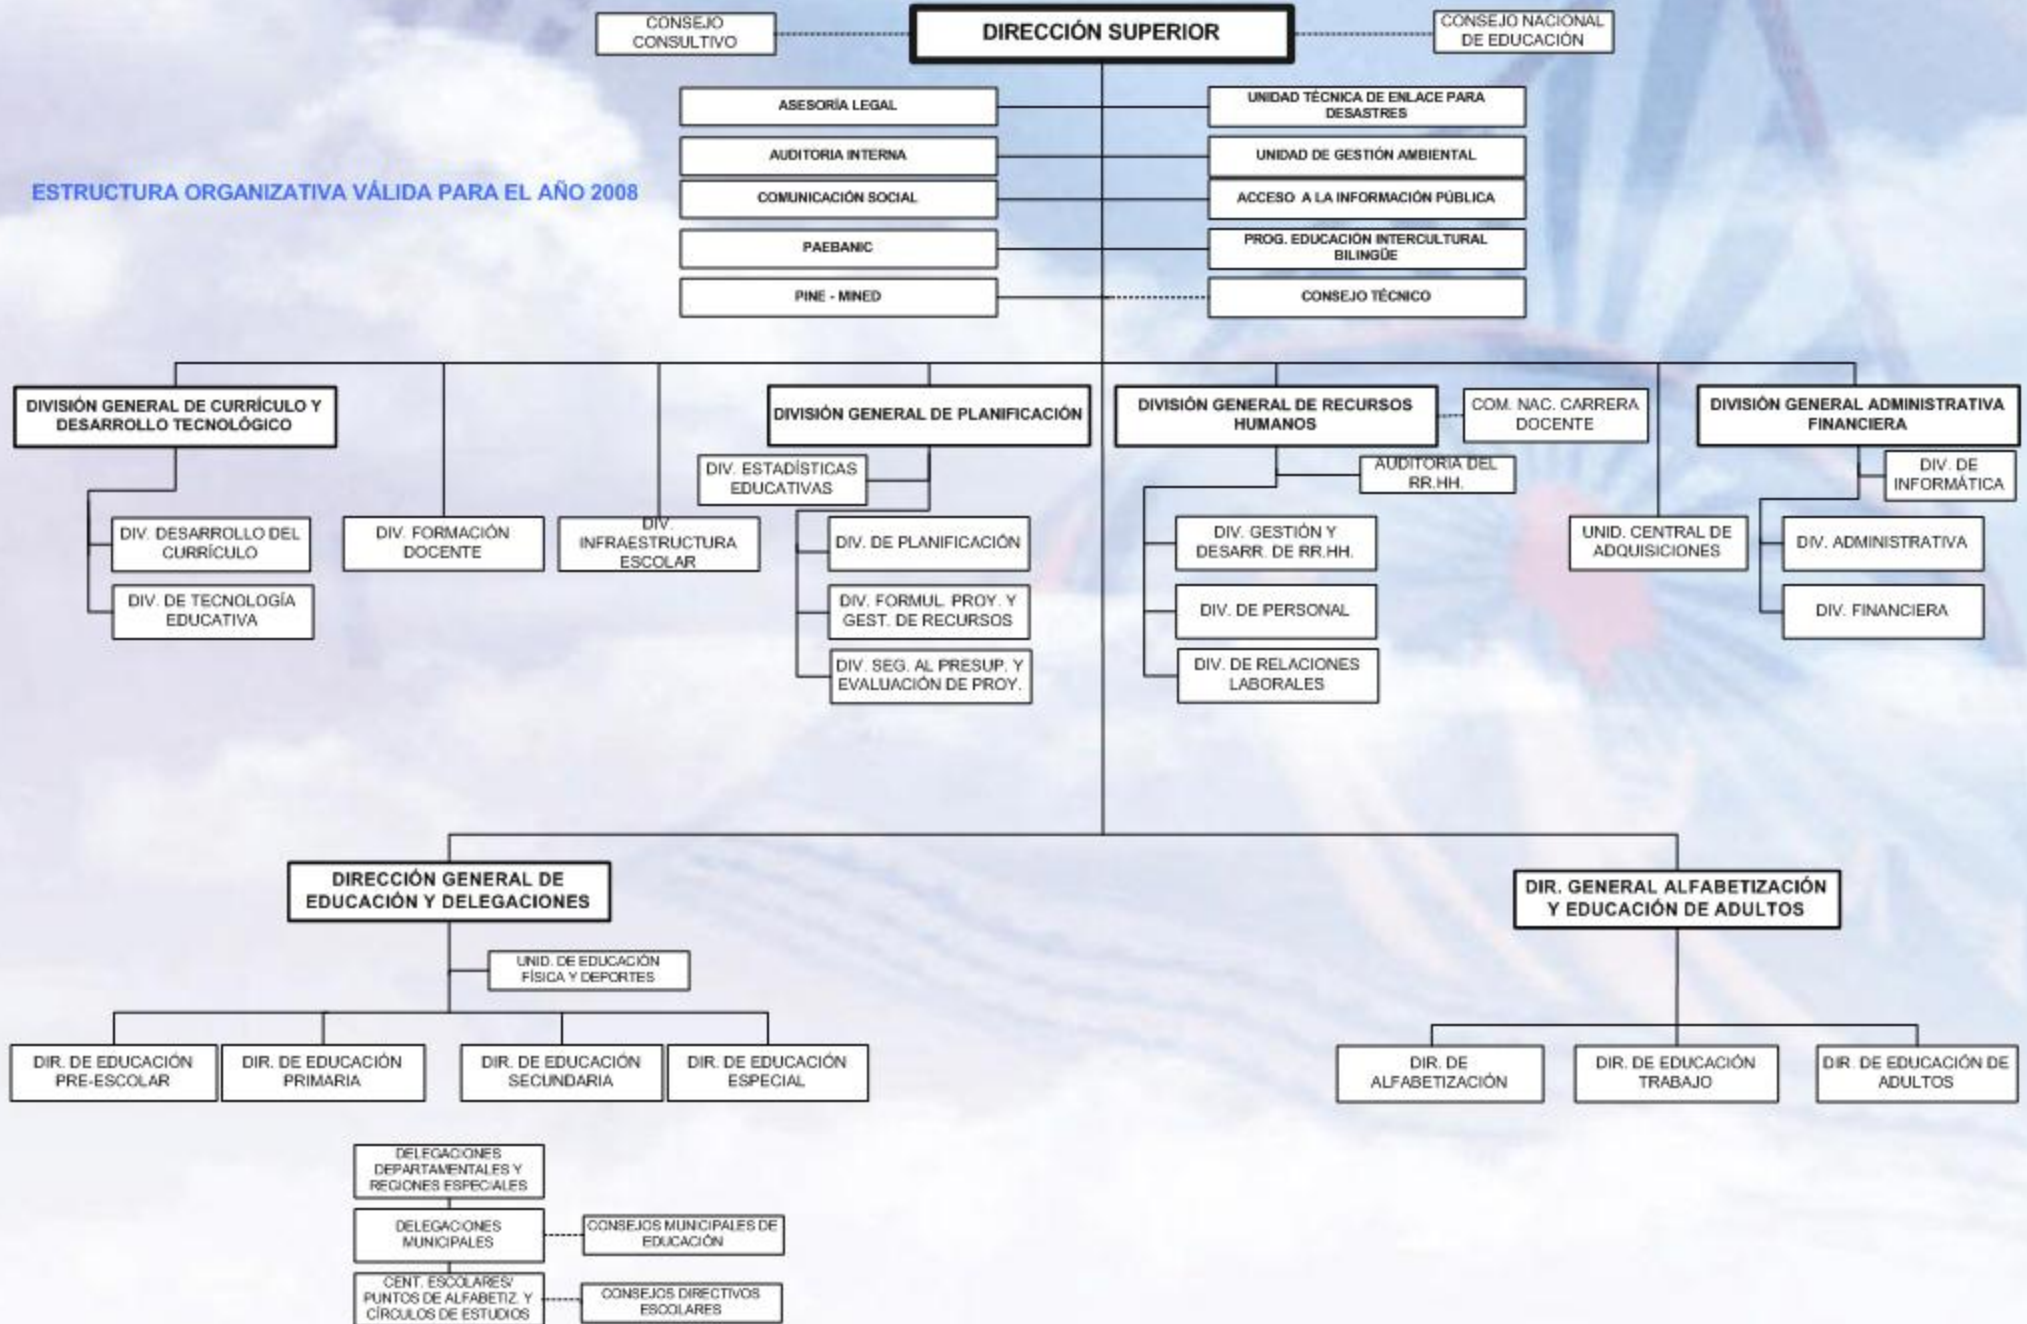 CONSEJO
CONSULTIVO
DIRECCIÓN SUPERIOR
CONSEJO NACIONAL
DE EDUCACIÓN
ASESORÍA LEGAL
UNIDAD TÉCNICA DE ENLACE PARA
DESASTRES
AUDITORIA INTERNA
UNIDAD DE GESTIÓN AMBIENTAL
ESTRUCTURA ORGANIZATIVA VÁLIDA PARA EL AÑO 2008
COMUNICACIÓN SOCIAL
ACCESO A LA INFORMACIÓN PÚBLICA
PAEBANIC
PROG. EDUCACIÓN INTERCULTURAL
BILINGÜE
PINE - MINED
CONSEJO TÉCNICO
DIVISIÓN GENERAL DE CURRÍCULO Y
DESARROLLO TECNOLÓGICO
DIVISIÓN GENERAL DE PLANIFICACIÓN
DIVISIÓN GENERAL DE RECURSOS
HUMANOS
COM. NAC. CARRERA
DOCENTE
DIVISIÓN GENERAL ADMINISTRATIVA
FINANCIERA
DIV. ESTADÍSTICAS
EDUCATIVAS
AUDITORIA DEL
RR.HH.
DIV. DE
INFORMÁTICA
DIV. DESARROLLO DEL
CURRÍCULO
DIV. FORMACIÓN
DOCENTE
DIV.
INFRAESTRUCTURA
ESCOLAR
DIV. DE PLANIFICACIÓN
DIV. GESTIÓN Y
DESARR. DE RR.HH.
UNID. CENTRAL DE
ADQUISICIONES
DIV. ADMINISTRATIVA
DIV. DE TECNOLOGÍA
EDUCATIVA
DIV. FORMUL. PROY. Y
GEST. DE RECURSOS
DIV. DE PERSONAL
DIV. FINANCIERA
DIV. SEG. AL PRESUP. Y
EVALUACIÓN DE PROY.
DIV. DE RELACIONES
LABORALES
DIRECCIÓN GENERAL DE
EDUCACIÓN Y DELEGACIONES
DIR. GENERAL ALFABETIZACIÓN
Y EDUCACIÓN DE ADULTOS
UNID. DE EDUCACIÓN
FÍSICA Y DEPORTES
DIR. DE EDUCACIÓN
PRE-ESCOLAR
DIR. DE EDUCACIÓN
PRIMARIA
DIR. DE EDUCACIÓN
SECUNDARIA
DIR. DE EDUCACIÓN
ESPECIAL
DIR. DE
ALFABETIZACIÓN
DIR. DE EDUCACIÓN
TRABAJO
DIR. DE EDUCACIÓN DE
ADULTOS
DELEGACIONES
DEPARTAMENTALES Y
REGIONES ESPECIALES
DELEGACIONES
MUNICIPALES
CONSEJOS MUNICIPALES DE
EDUCACIÓN
CENT. ESCOLARES/
PUNTOS DE ALFABETIZ. Y
CÍRCULOS DE ESTUDIOS
CONSEJOS DIRECTIVOS
ESCOLARES